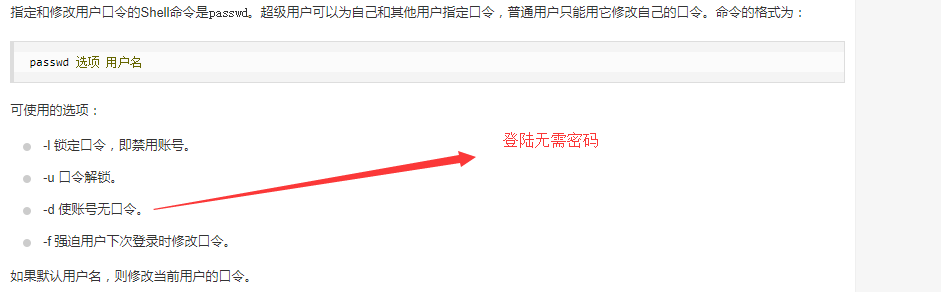 指定和修改用户口令的Shell命令是passwd。超级用户可以为自己和其他用户指定口令，普通用户只能用它修改自己的口令。命令的格式为：
passwd 选项 用户名
可使用的选项：
-l 锁定口令，即禁用账号。
登陆无需密码
-u 口令解锁。
-d 使账号无口令。
-f 强迫用户下次登录时修改口令。
如果默认用户名，则修改当前用户的口令。